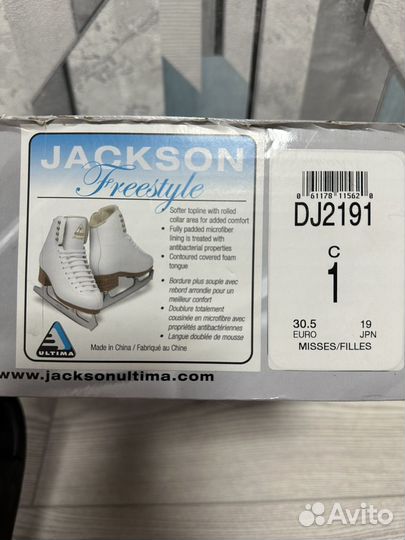 JACKSON
Freestyle
Softer topline with rolled
collar area for added comfort
• Fully padded microfiber
lining is treated with
antibacterial properties
• Contoured covered foam
tongue
• Bordure plus souple avec
rebord arrondie pour un
meilleur confort
• Doublure totalement
cousinée en microfibre avec
propriétés antibactériennes
• Langue doublée de mousse
ULTIMA
Made in China / Fabriqué au Chine
www.jacksonultima.com
0 61178 11562 0
DJ2191
C
1
30.5 19
EURO JPN
MISSES/FILLES
Avito